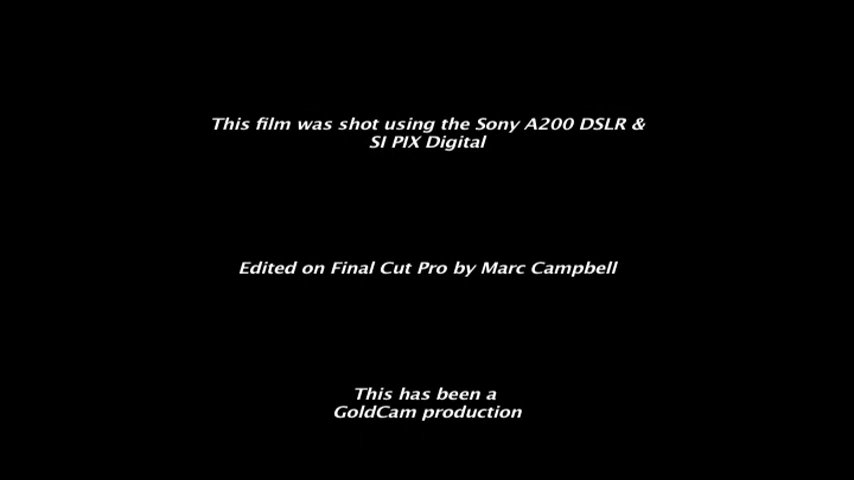 This film was shot using the Sony A200 DSLR &
SI PIX Digital
Edited on Final Cut Pro by Marc Campbell
This has been a
GoldCam production